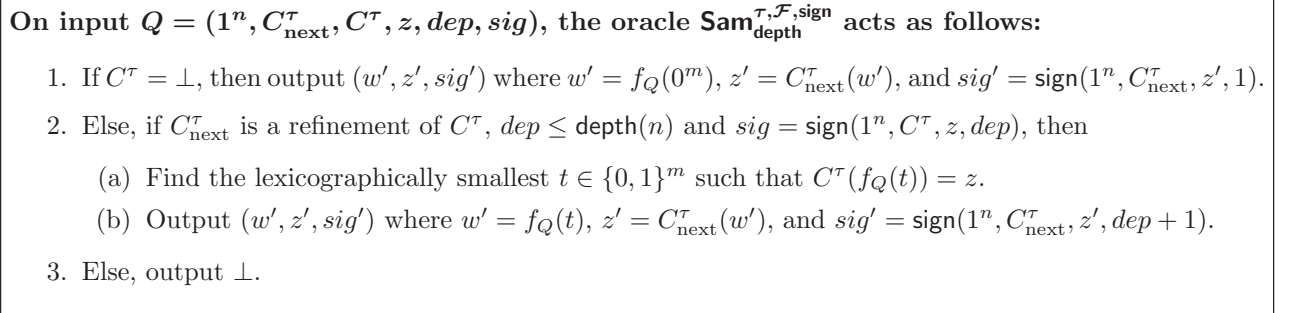 On input Q = (1^n, C^τ_next, C^τ, z, dep, sig), the oracle Sam^{τ,F,sign}_depth acts as follows:
1. If C^τ = ⊥, then output (w′, z′, sig′) where w′ = f_Q(0^m), z′ = C^τ_next(w′), and sig′ = sign(1^n, C^τ_next, z′, 1).
2. Else, if C^τ_next is a refinement of C^τ, dep ≤ depth(n) and sig = sign(1^n, C^τ, z, dep), then
(a) Find the lexicographically smallest t ∈ {0, 1}^m such that C^τ(f_Q(t)) = z.
(b) Output (w′, z′, sig′) where w′ = f_Q(t), z′ = C^τ_next(w′), and sig′ = sign(1^n, C^τ_next, z′, dep + 1).
3. Else, output ⊥.